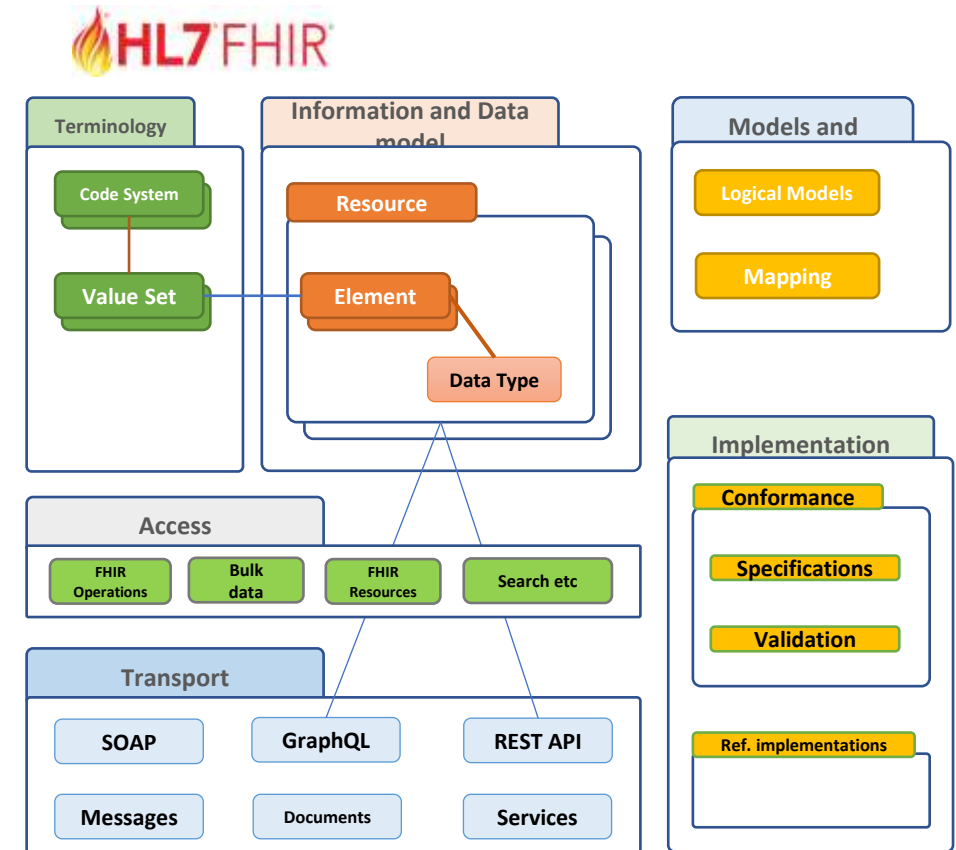 HL7 FHIR
Terminology
Code System
Value Set
Information and Data
model
Resource
Element
Data Type
Models and
Logical Models
Mapping
Access
FHIR
Operations
Bulk
data
FHIR
Resources
Search etc
Transport
SOAP
GraphQL
REST API
Messages
Documents
Services
Implementation
Conformance
Specifications
Validation
Ref. implementations